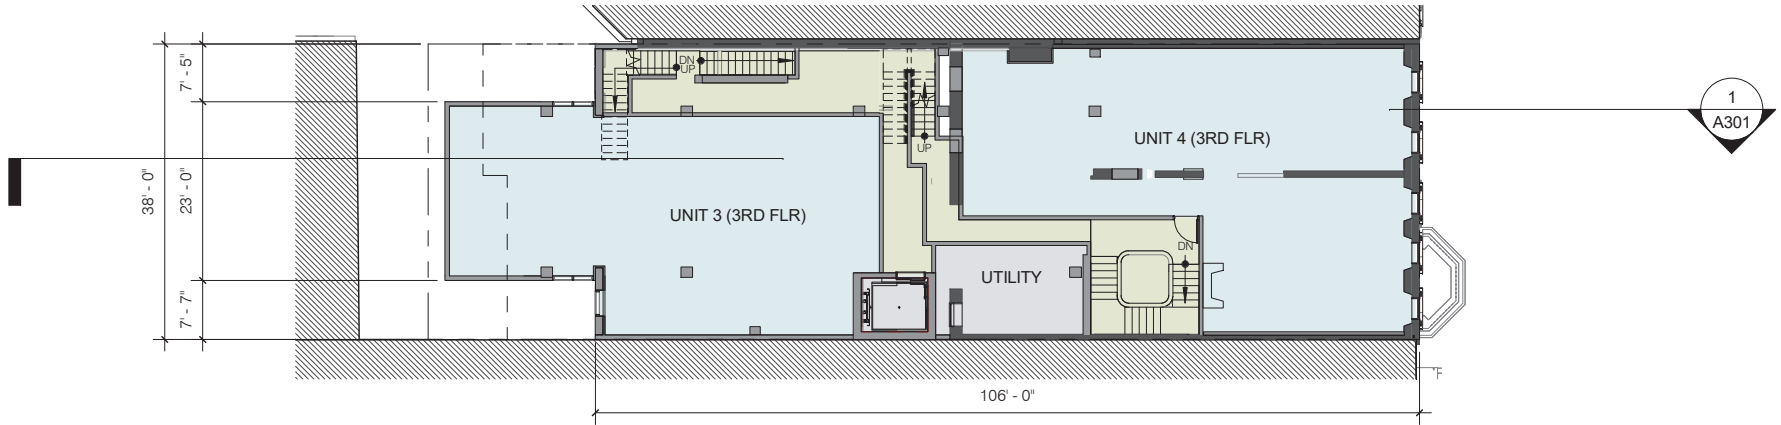 7' - 5"
38' - 0"
23' - 0"
7' - 7"
DN
UP
UP
UNIT 3 (3RD FLR)
UNIT 4 (3RD FLR)
UTILITY
DN
1
A301
106' - 0"